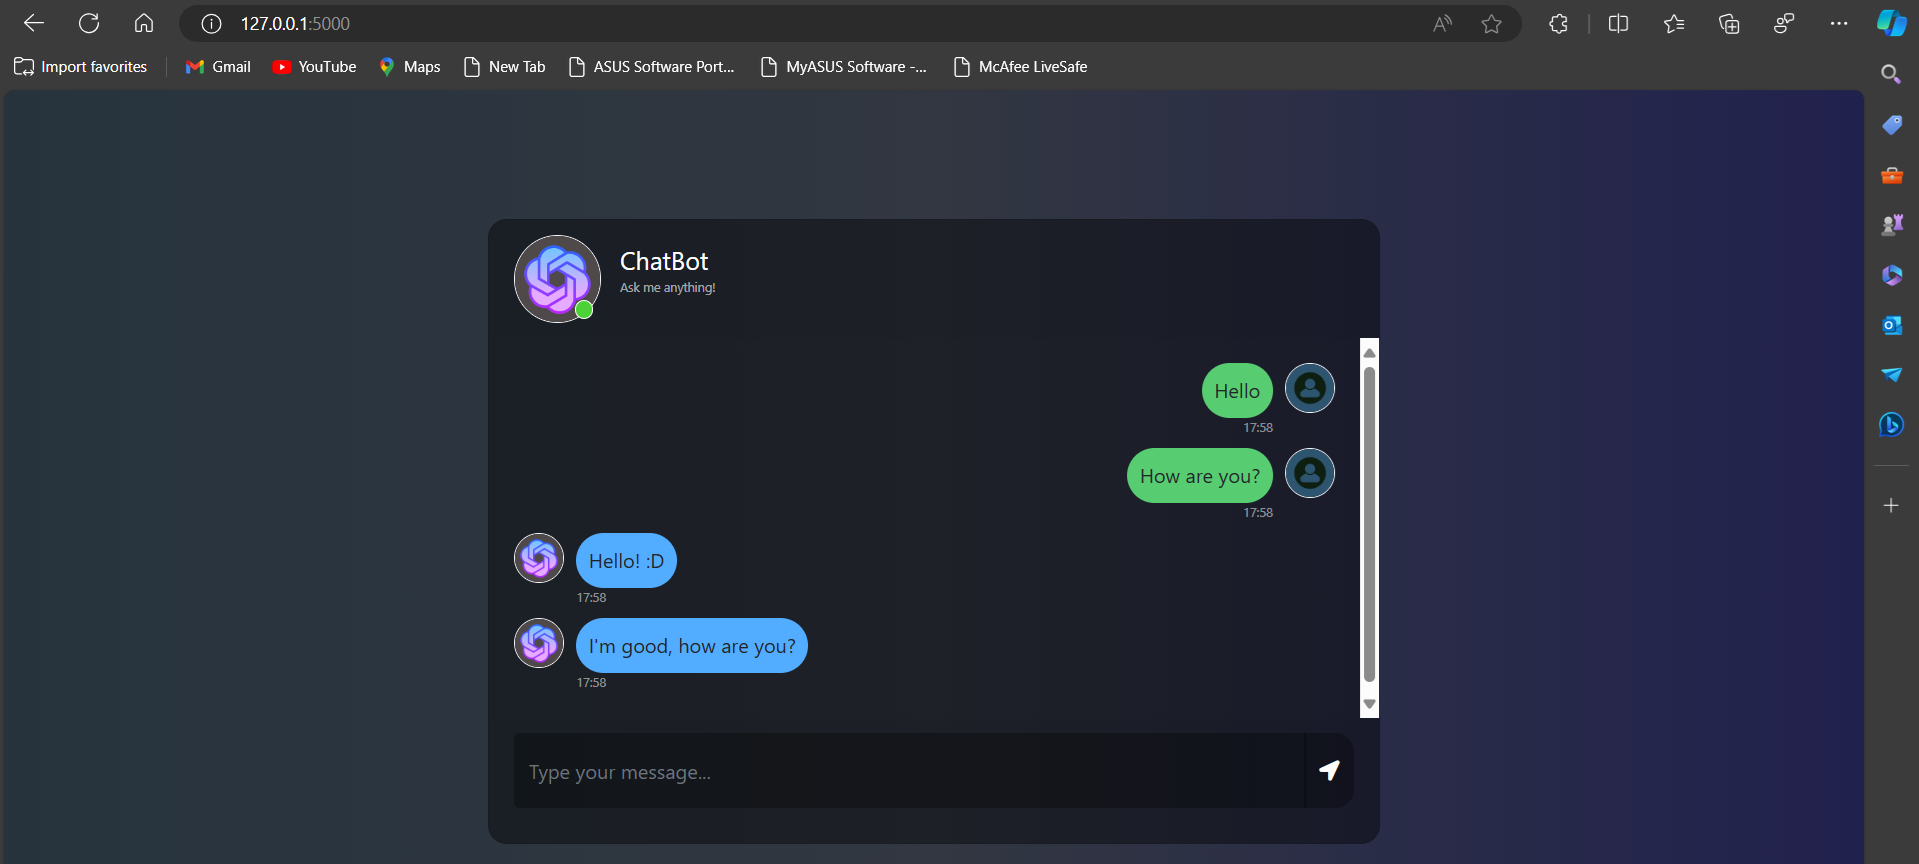 127.0.0.1:5000
Import favorites
Gmail
YouTube
Maps
New Tab
ASUS Software Port...
MyASUS Software -...
McAfee LiveSafe
ChatBot
Ask me anything!
Hello
17:58
How are you?
17:58
Hello! :D
17:58
I'm good, how are you?
17:58
Type your message...